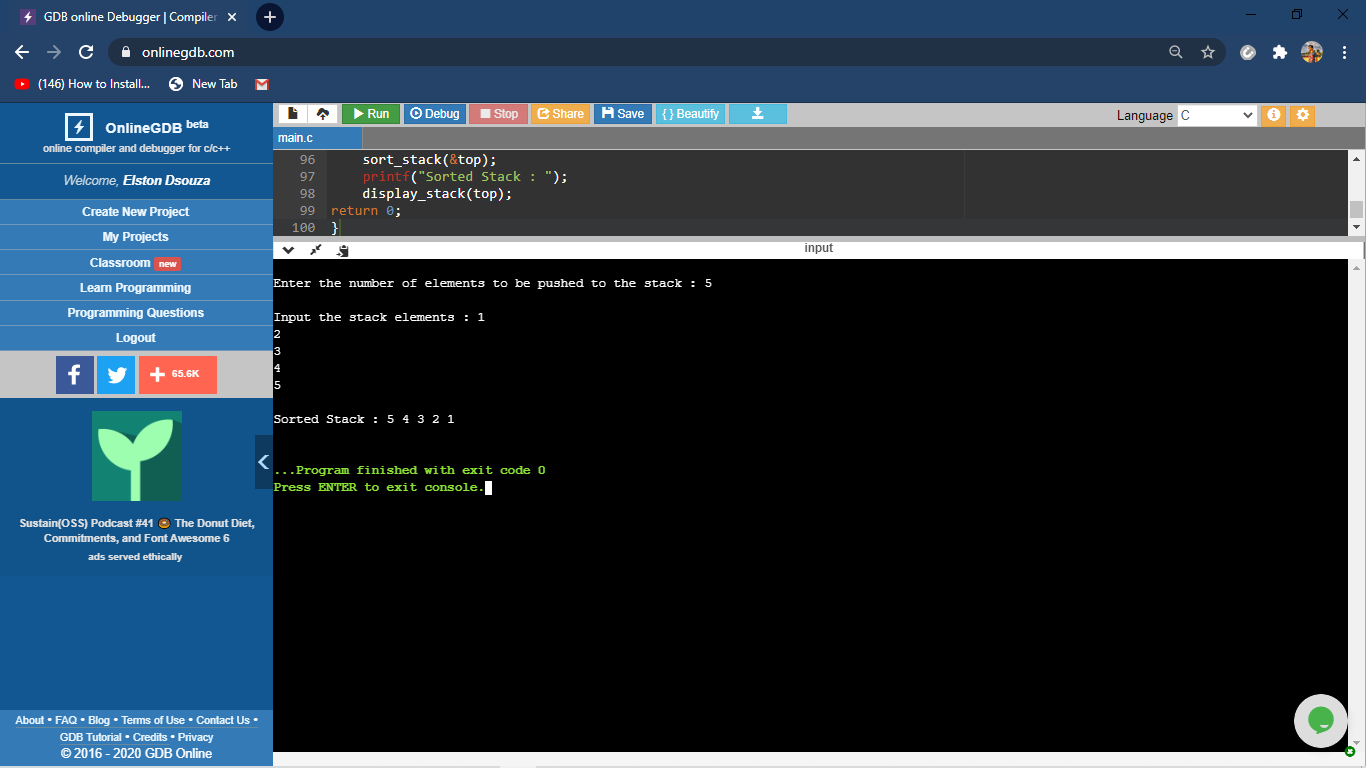 GDB online Debugger | Compiler
onlinegdb.com
(146) How to Install...
New Tab
OnlineGDB beta
online compiler and debugger for c/c++
Welcome, Elston Dsouza
Create New Project
My Projects
Classroom new
Learn Programming
Programming Questions
Logout
65.6K
Sustain(OSS) Podcast #41 🍩 The Donut Diet,
Commitments, and Font Awesome 6
ads served ethically
About • FAQ • Blog • Terms of Use • Contact Us •
GDB Tutorial • Credits • Privacy
© 2016 - 2020 GDB Online
Run Debug Stop Share Save { } Beautify
Language C
main.c
96 sort_stack(&top);
97 printf("Sorted Stack : ");
98 display_stack(top);
99 return 0;
100 }
input
Enter the number of elements to be pushed to the stack : 5
Input the stack elements : 1
2
3
4
5
Sorted Stack : 5 4 3 2 1
...Program finished with exit code 0
Press ENTER to exit console.